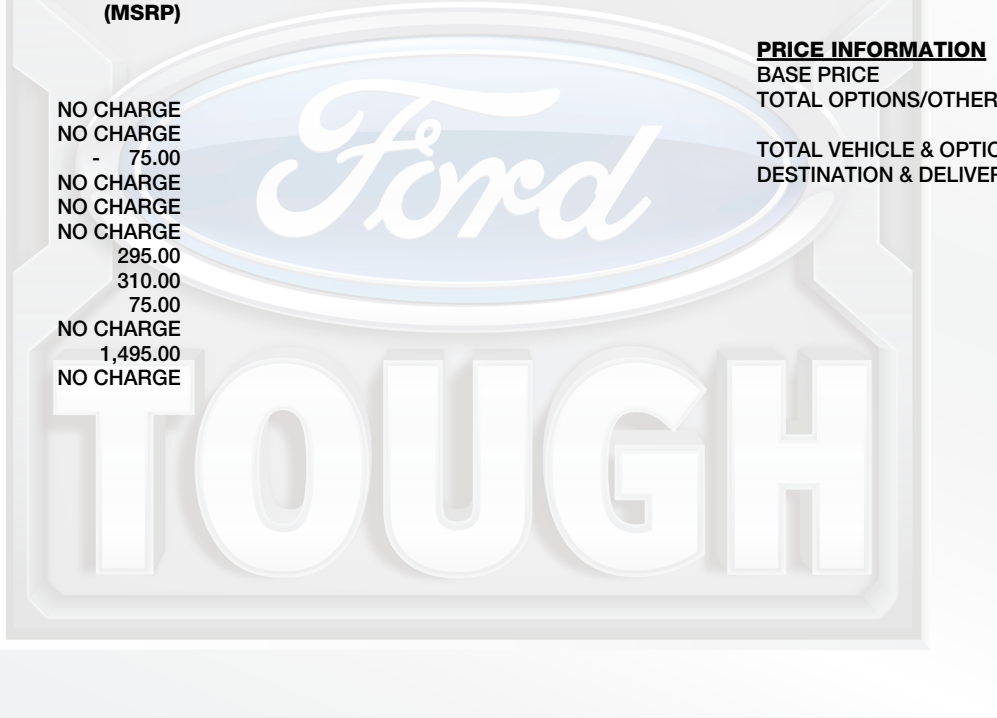 (MSRP)
NO CHARGE
NO CHARGE
- 75.00
NO CHARGE
NO CHARGE
NO CHARGE
295.00
310.00
75.00
NO CHARGE
1,495.00
NO CHARGE
PRICE INFORMATION
BASE PRICE
TOTAL OPTIONS/OTHER
TOTAL VEHICLE & OPTIO
DESTINATION & DELIVER
Ford
TOUGH